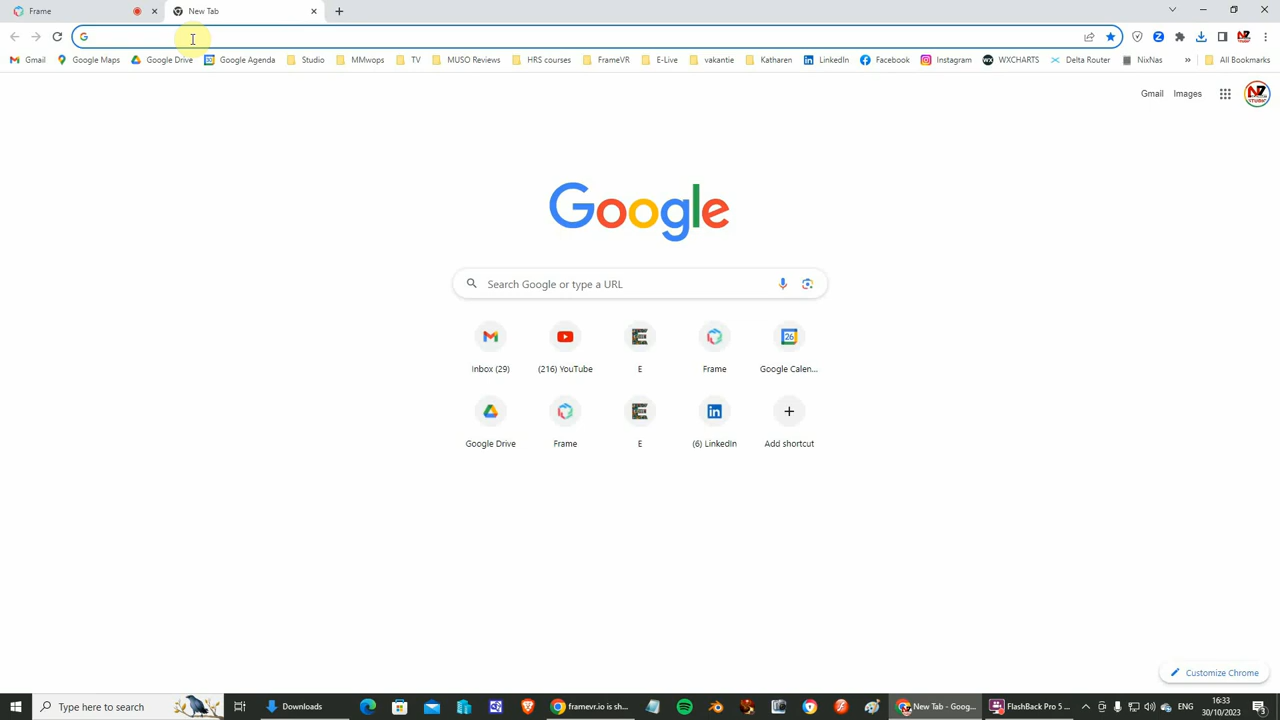 Frame
New Tab
Gmail
Google Maps
Google Drive
Google Agenda
Studio
MMwops
TV
MUSO Reviews
HRS courses
FrameVR
E-Live
vakantie
Katharen
LinkedIn
Facebook
Instagram
WXCHARTS
Delta Router
NixNas
»
All Bookmarks
Gmail
Images
Google
Search Google or type a URL
Inbox (29)
(216) YouTube
E
Frame
Google Calen...
Google Drive
Frame
E
(6) LinkedIn
Add shortcut
Customize Chrome
Type here to search
Downloads
framevr.io is sh...
New Tab - Goog...
FlashBack Pro 5 ...
ENG
16:33
30/10/2023